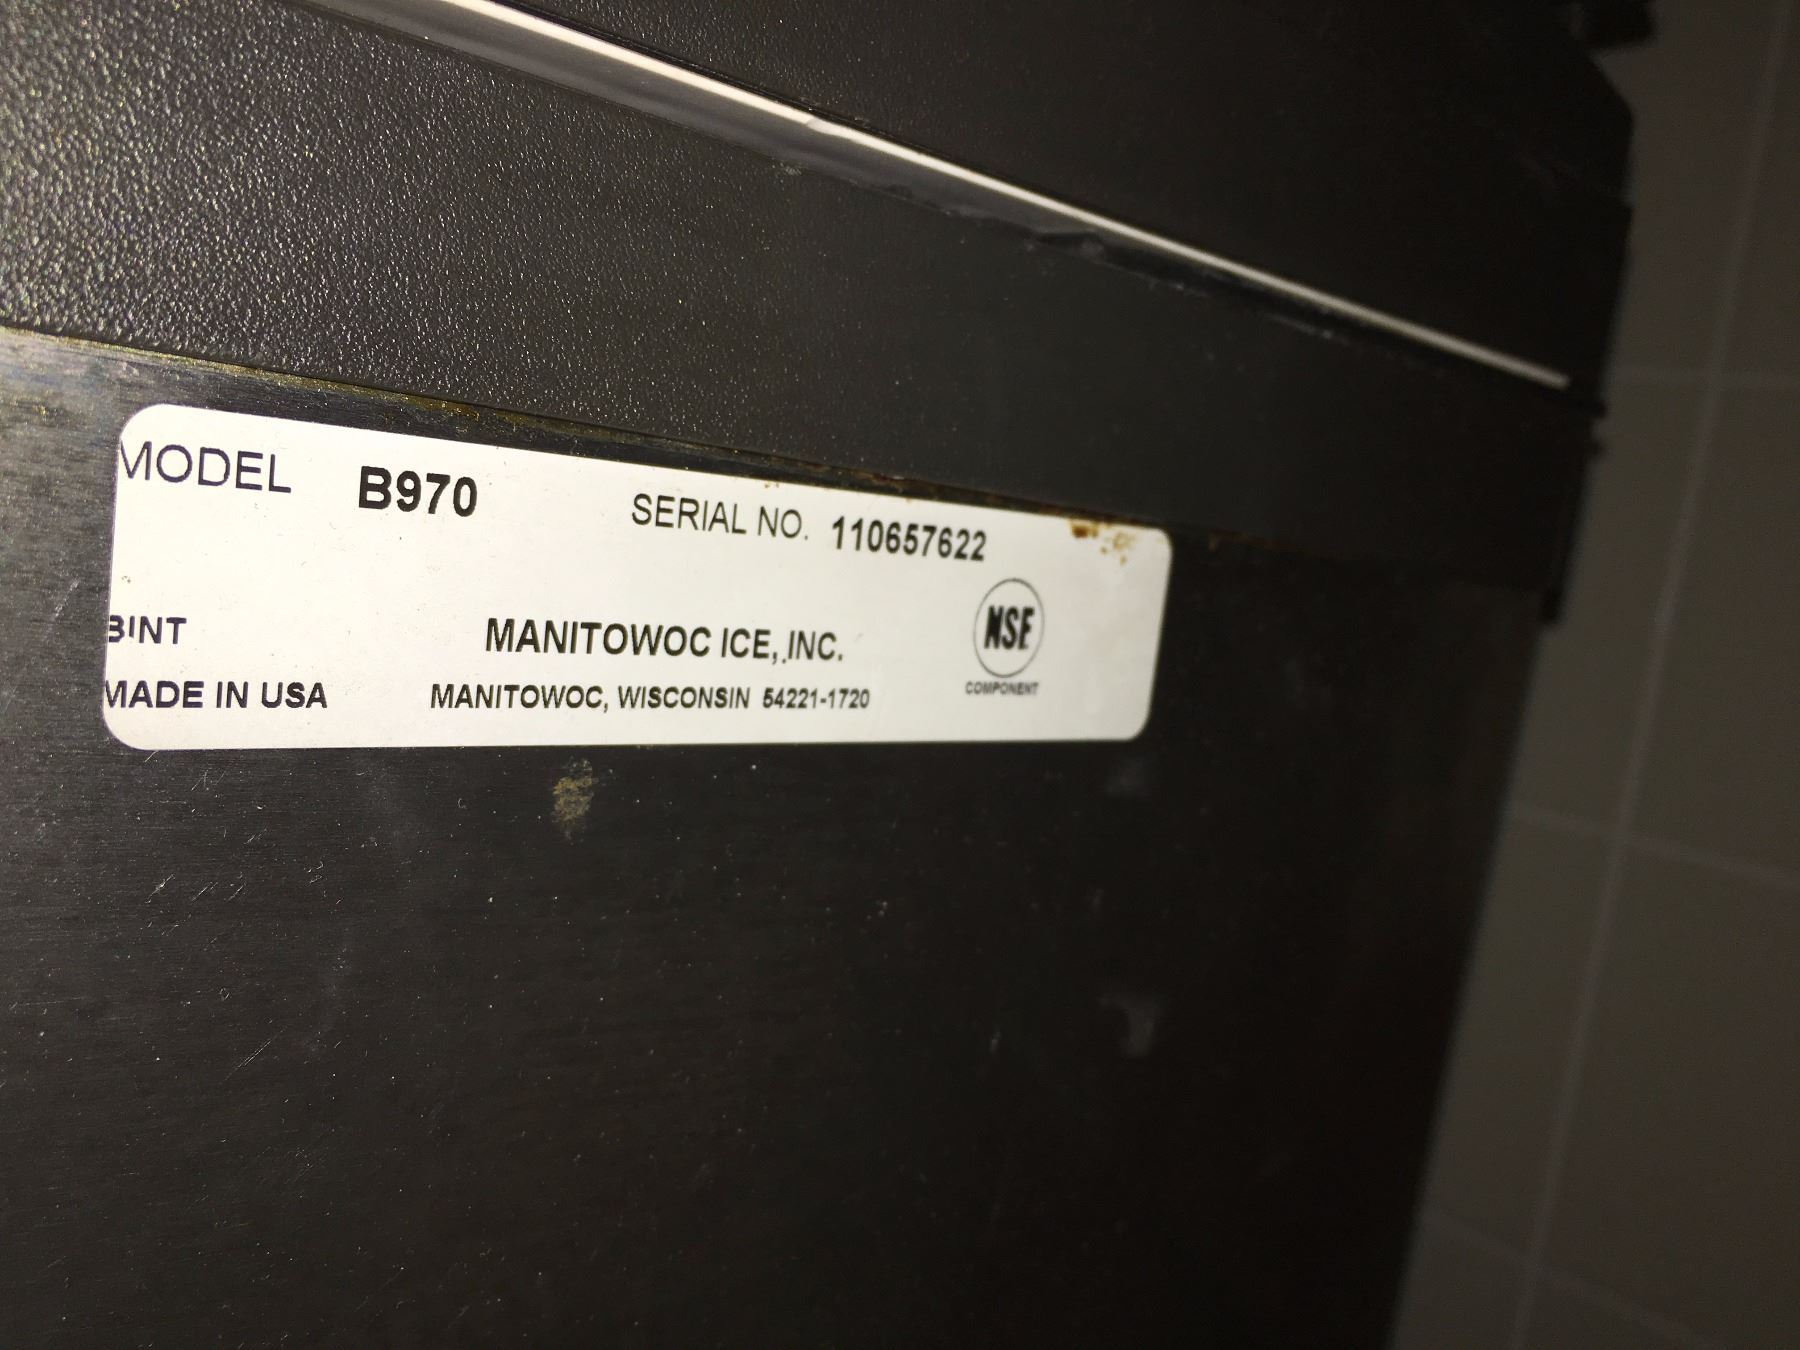 MODEL B970 SERIAL NO. 110657622
BINT MANITOWOC ICE, INC. NSF
MADE IN USA MANITOWOC, WISCONSIN 54221-1720 COMPONENT